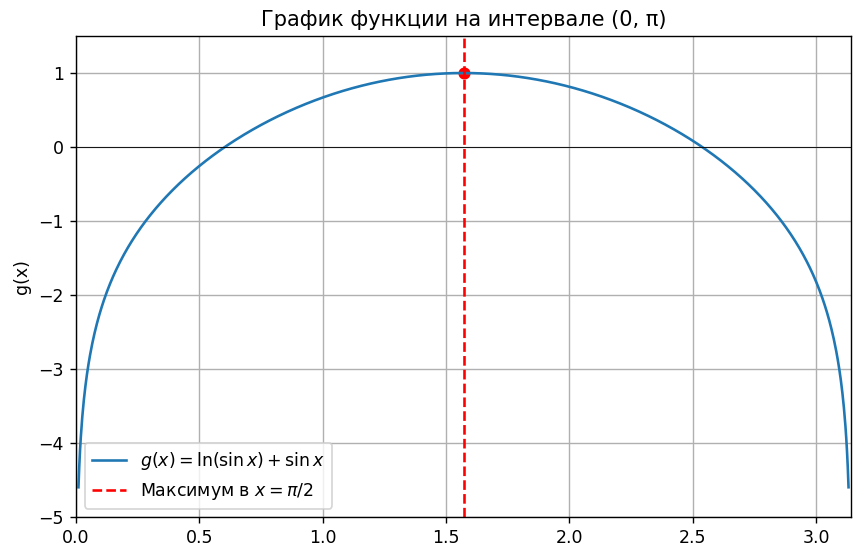 График функции на интервале (0, π)
1
0
−1
−2
−3
−4
−5
g(x)
g(x) = ln(sin x) + sin x
Максимум в x = π/2
0.0 0.5 1.0 1.5 2.0 2.5 3.0